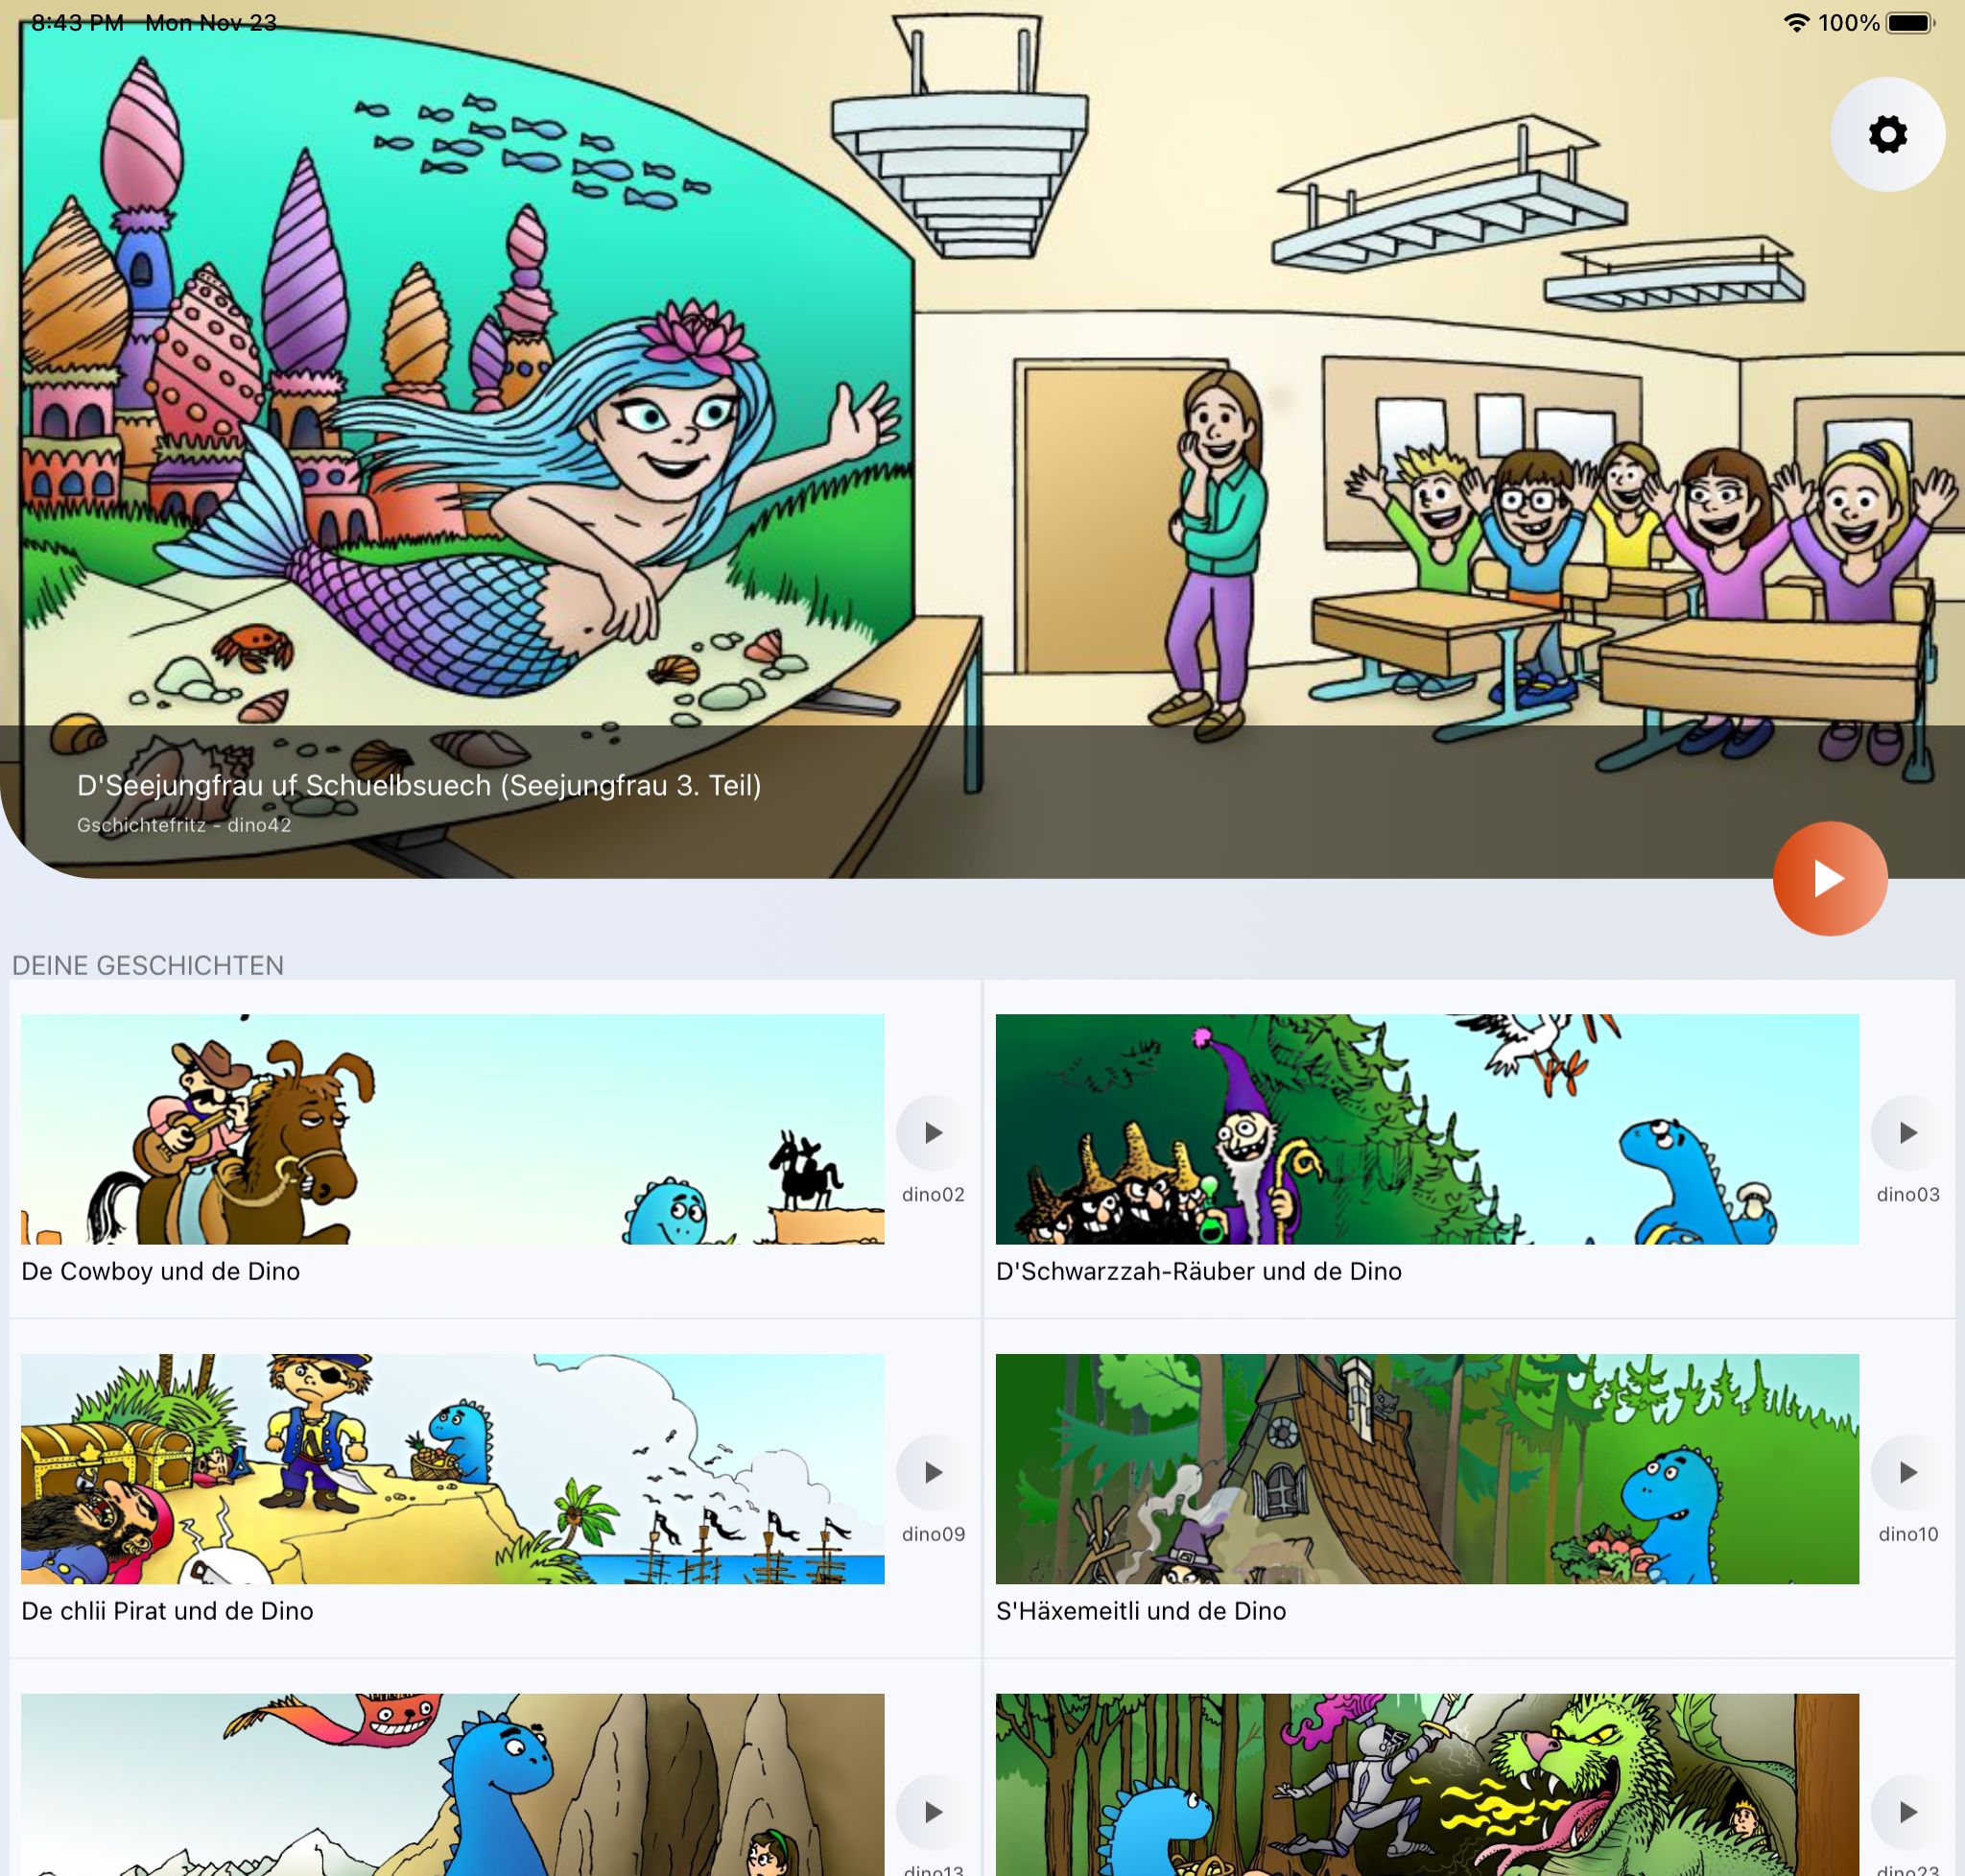 8:43 PM Mon Nov 23
100%
D'Seejungfrau uf Schuelbsuech (Seejungfrau 3. Teil)
Gschichtefritz - dino42
DEINE GESCHICHTEN
dino02
De Cowboy und de Dino
dino03
D'Schwarzzah-Räuber und de Dino
dino09
De chlii Pirat und de Dino
dino10
S'Häxemeitli und de Dino
dino13
dino23